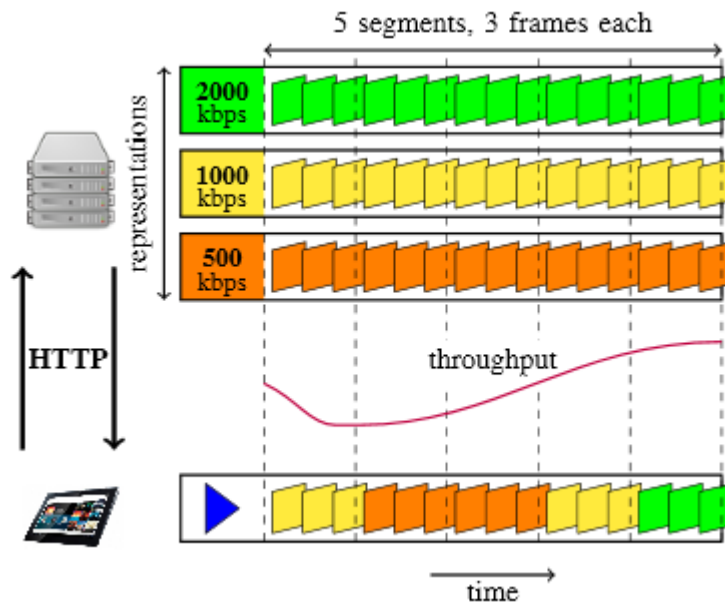 5 segments, 3 frames each
representations
2000
kbps
1000
kbps
500
kbps
HTTP
throughput
time